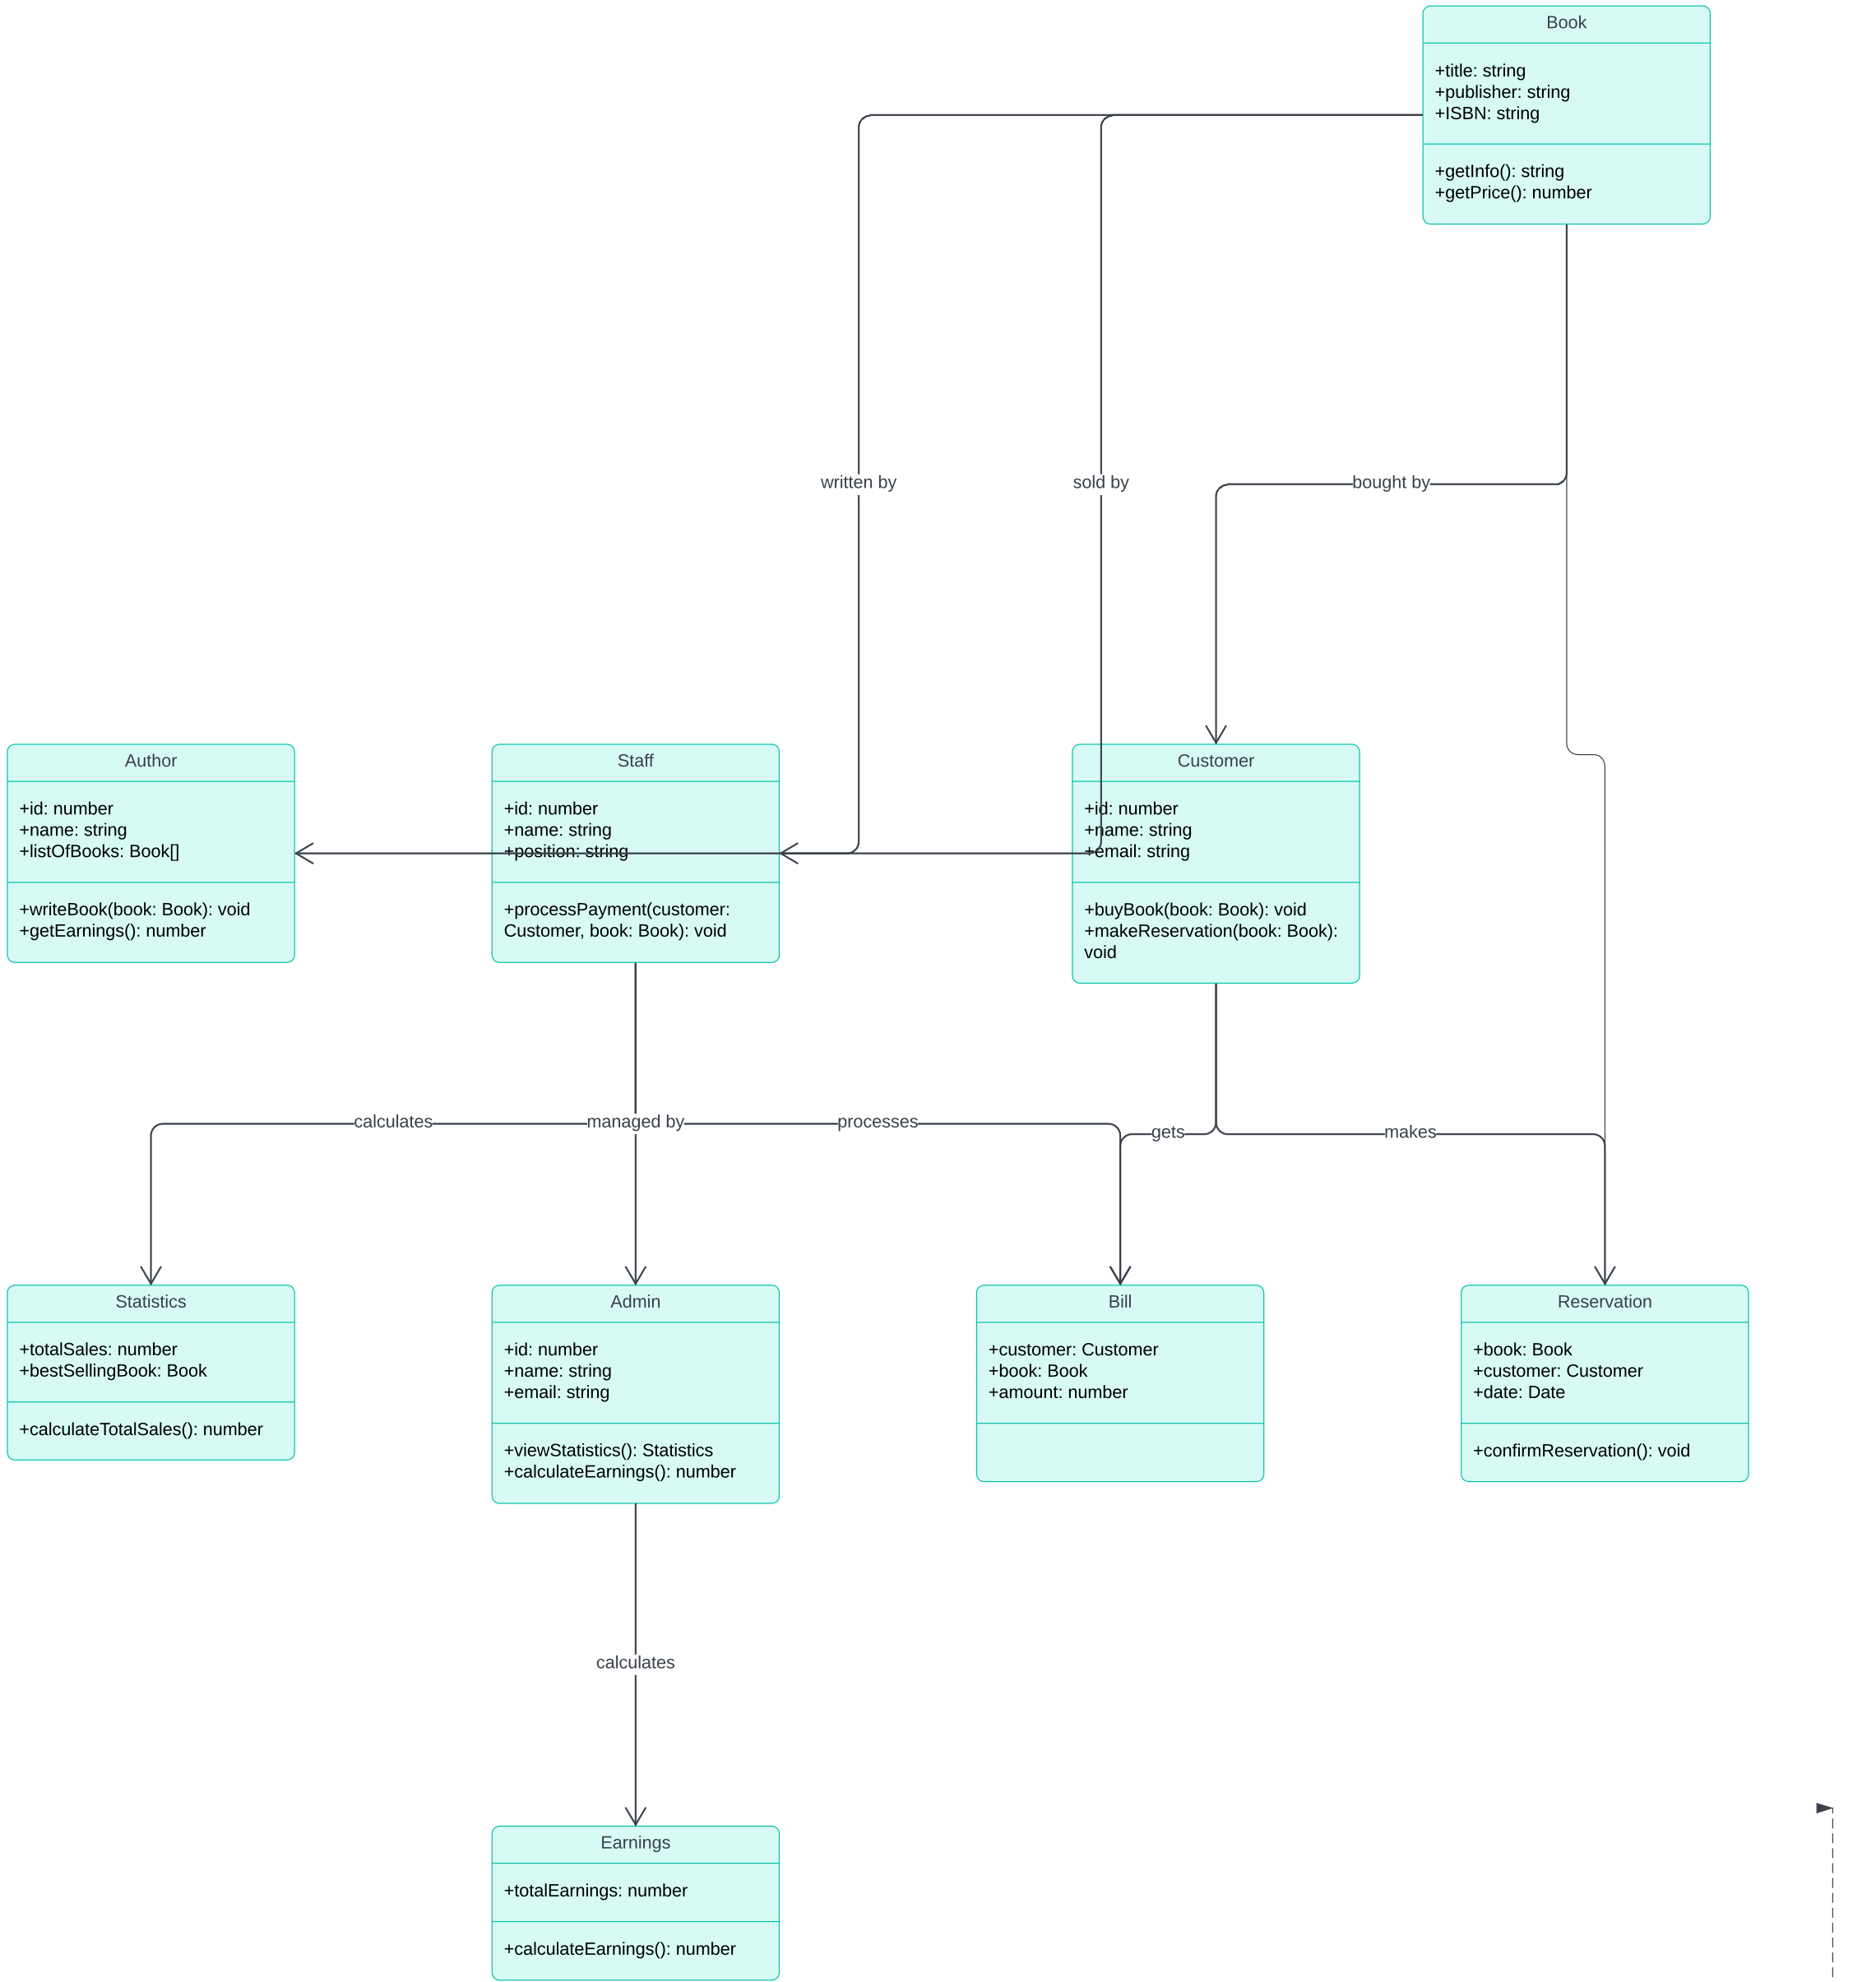 Book
+title: string
+publisher: string
+ISBN: string
+getInfo(): string
+getPrice(): number
written by
sold by
bought by
Author
+id: number
+name: string
+listOfBooks: Book[]
+writeBook(book: Book): void
+getEarnings(): number
Staff
+id: number
+name: string
+position: string
+processPayment(customer:
Customer, book: Book): void
Customer
+id: number
+name: string
+email: string
+buyBook(book: Book): void
+makeReservation(book: Book):
void
calculates
managed by
processes
gets
makes
Statistics
+totalSales: number
+bestSellingBook: Book
+calculateTotalSales(): number
Admin
+id: number
+name: string
+email: string
+viewStatistics(): Statistics
+calculateEarnings(): number
Bill
+customer: Customer
+book: Book
+amount: number
Reservation
+book: Book
+customer: Customer
+date: Date
+confirmReservation(): void
calculates
Earnings
+totalEarnings: number
+calculateEarnings(): number